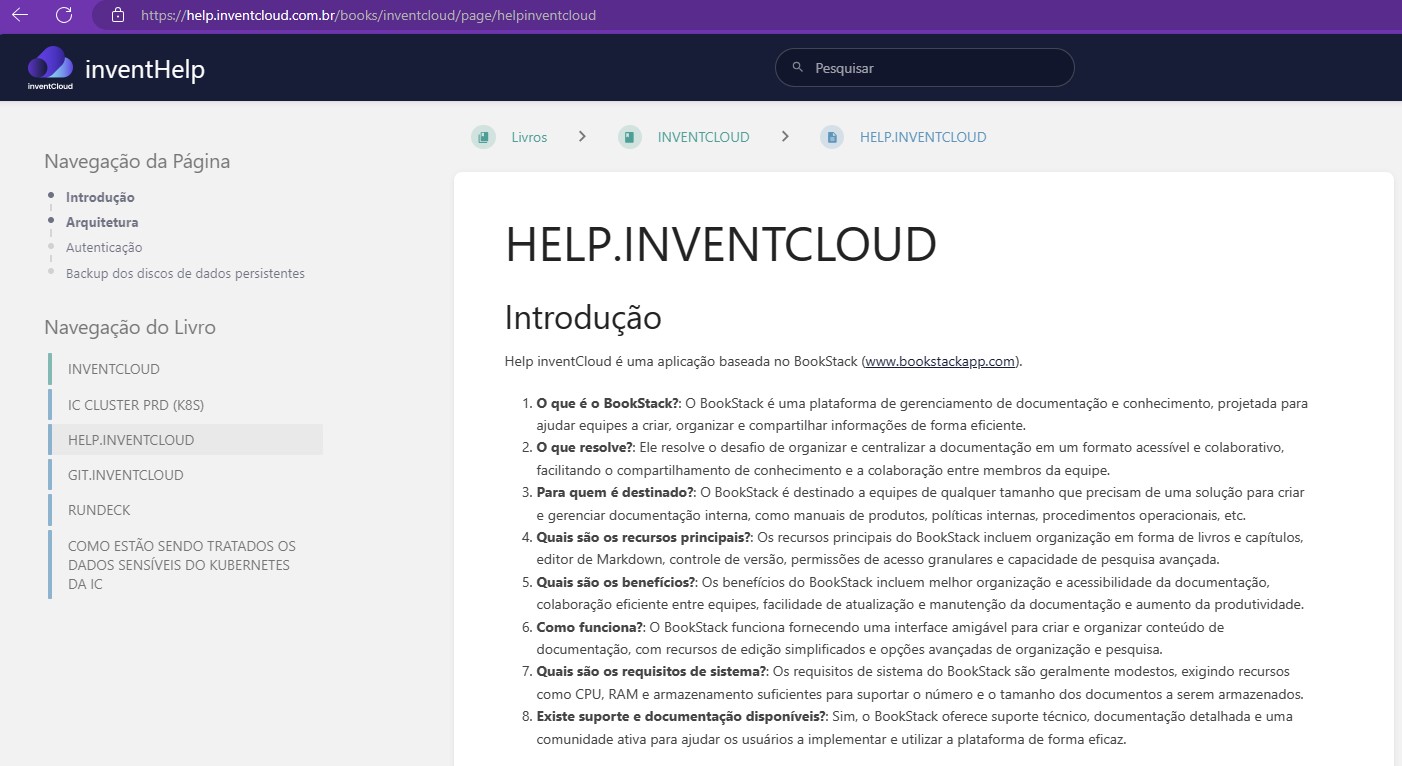 https://help.inventcloud.com.br/books/inventcloud/page/helpinventcloud
inventCloud
inventHelp
Pesquisar
Livros
INVENTCLOUD
HELP.INVENTCLOUD
Navegação da Página
Introdução
Arquitetura
Autenticação
Backup dos discos de dados persistentes
Navegação do Livro
INVENTCLOUD
IC CLUSTER PRD (K8S)
HELP.INVENTCLOUD
GIT.INVENTCLOUD
RUNDECK
COMO ESTÃO SENDO TRATADOS OS
DADOS SENSÍVEIS DO KUBERNETES
DA IC
HELP.INVENTCLOUD
Introdução
Help inventCloud é uma aplicação baseada no BookStack (www.bookstackapp.com).
1. O que é o BookStack?: O BookStack é uma plataforma de gerenciamento de documentação e conhecimento, projetada para
ajudar equipes a criar, organizar e compartilhar informações de forma eficiente.
2. O que resolve?: Ele resolve o desafio de organizar e centralizar a documentação em um formato acessível e colaborativo,
facilitando o compartilhamento de conhecimento e a colaboração entre membros da equipe.
3. Para quem é destinado?: O BookStack é destinado a equipes de qualquer tamanho que precisam de uma solução para criar
e gerenciar documentação interna, como manuais de produtos, políticas internas, procedimentos operacionais, etc.
4. Quais são os recursos principais?: Os recursos principais do BookStack incluem organização em forma de livros e capítulos,
editor de Markdown, controle de versão, permissões de acesso granulares e capacidade de pesquisa avançada.
5. Quais são os benefícios?: Os benefícios do BookStack incluem melhor organização e acessibilidade da documentação,
colaboração eficiente entre equipes, facilidade de atualização e manutenção da documentação e aumento da produtividade.
6. Como funciona?: O BookStack funciona fornecendo uma interface amigável para criar e organizar conteúdo de
documentação, com recursos de edição simplificados e opções avançadas de organização e pesquisa.
7. Quais são os requisitos de sistema?: Os requisitos de sistema do BookStack são geralmente modestos, exigindo recursos
como CPU, RAM e armazenamento suficientes para suportar o número e o tamanho dos documentos a serem armazenados.
8. Existe suporte e documentação disponíveis?: Sim, o BookStack oferece suporte técnico, documentação detalhada e uma
comunidade ativa para ajudar os usuários a implementar e utilizar a plataforma de forma eficaz.